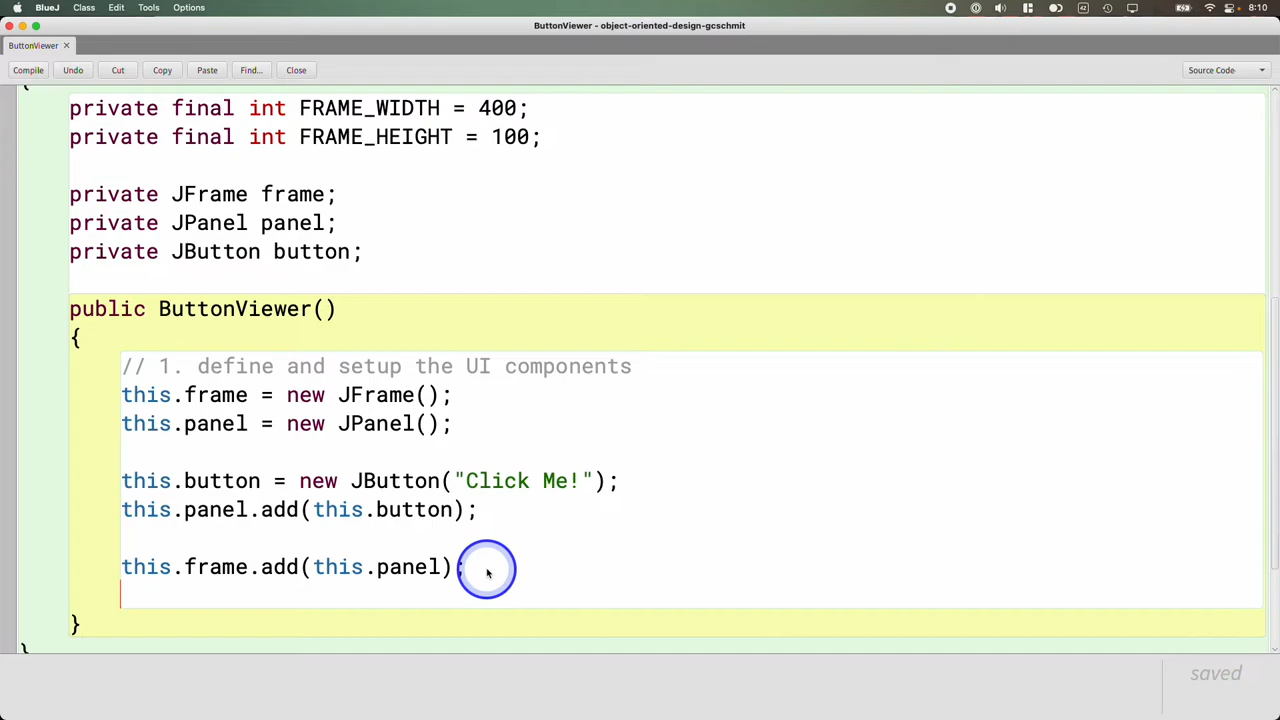 BlueJ Class Edit Tools Options 8:10
ButtonViewer - object-oriented-design-gcschmit
ButtonViewer ×
Compile Undo Cut Copy Paste Find... Close Source Code
{
private final int FRAME_WIDTH = 400;
private final int FRAME_HEIGHT = 100;
private JFrame frame;
private JPanel panel;
private JButton button;
public ButtonViewer()
{
// 1. define and setup the UI components
this.frame = new JFrame();
this.panel = new JPanel();
this.button = new JButton("Click Me!");
this.panel.add(this.button);
this.frame.add(this.panel);
}
}
saved